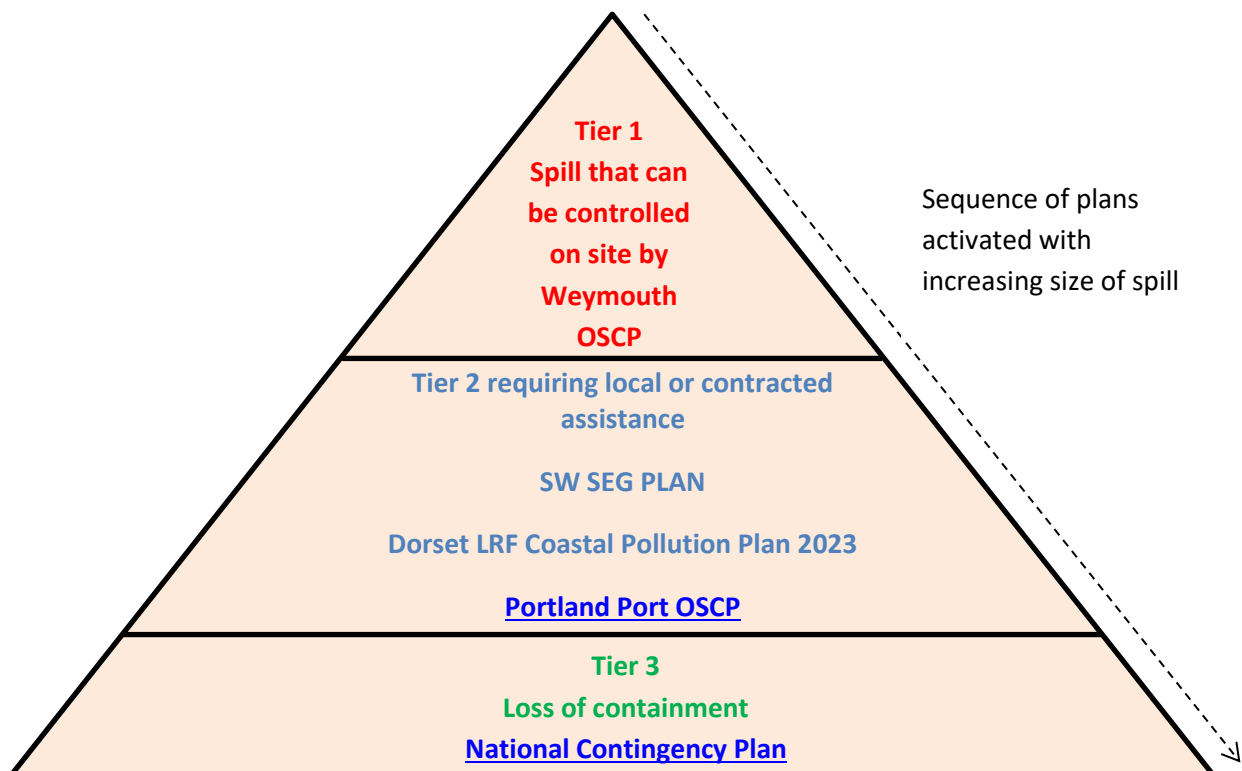 Tier 1
Spill that can
be controlled
on site by
Weymouth
OSCP
Sequence of plans
activated with
increasing size of spill
Tier 2 requiring local or contracted
assistance
SW SEG PLAN
Dorset LRF Coastal Pollution Plan 2023
Portland Port OSCP
Tier 3
Loss of containment
National Contingency Plan